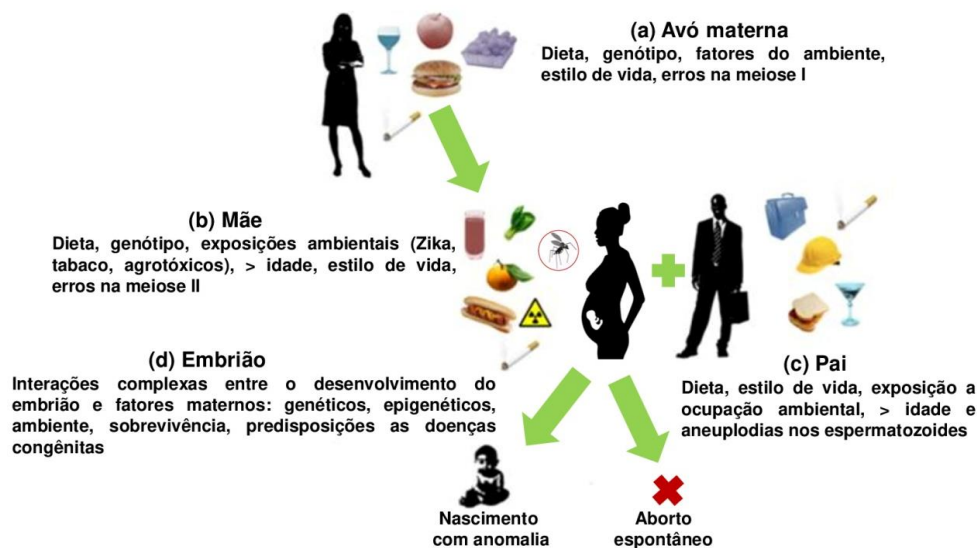 (a) Avó materna
Dieta, genótipo, fatores do ambiente,
estilo de vida, erros na meiose I
(b) Mãe
Dieta, genótipo, exposições ambientais (Zika,
tabaco, agrotóxicos), > idade, estilo de vida,
erros na meiose II
(d) Embrião
Interações complexas entre o desenvolvimento do
embrião e fatores maternos: genéticos, epigenéticos,
ambiente, sobrevivência, predisposições as doenças
congênitas
(c) Pai
Dieta, estilo de vida, exposição a
ocupação ambiental, > idade e
aneuplodias nos espermatozoides
Nascimento
com anomalia
Aborto
espontâneo